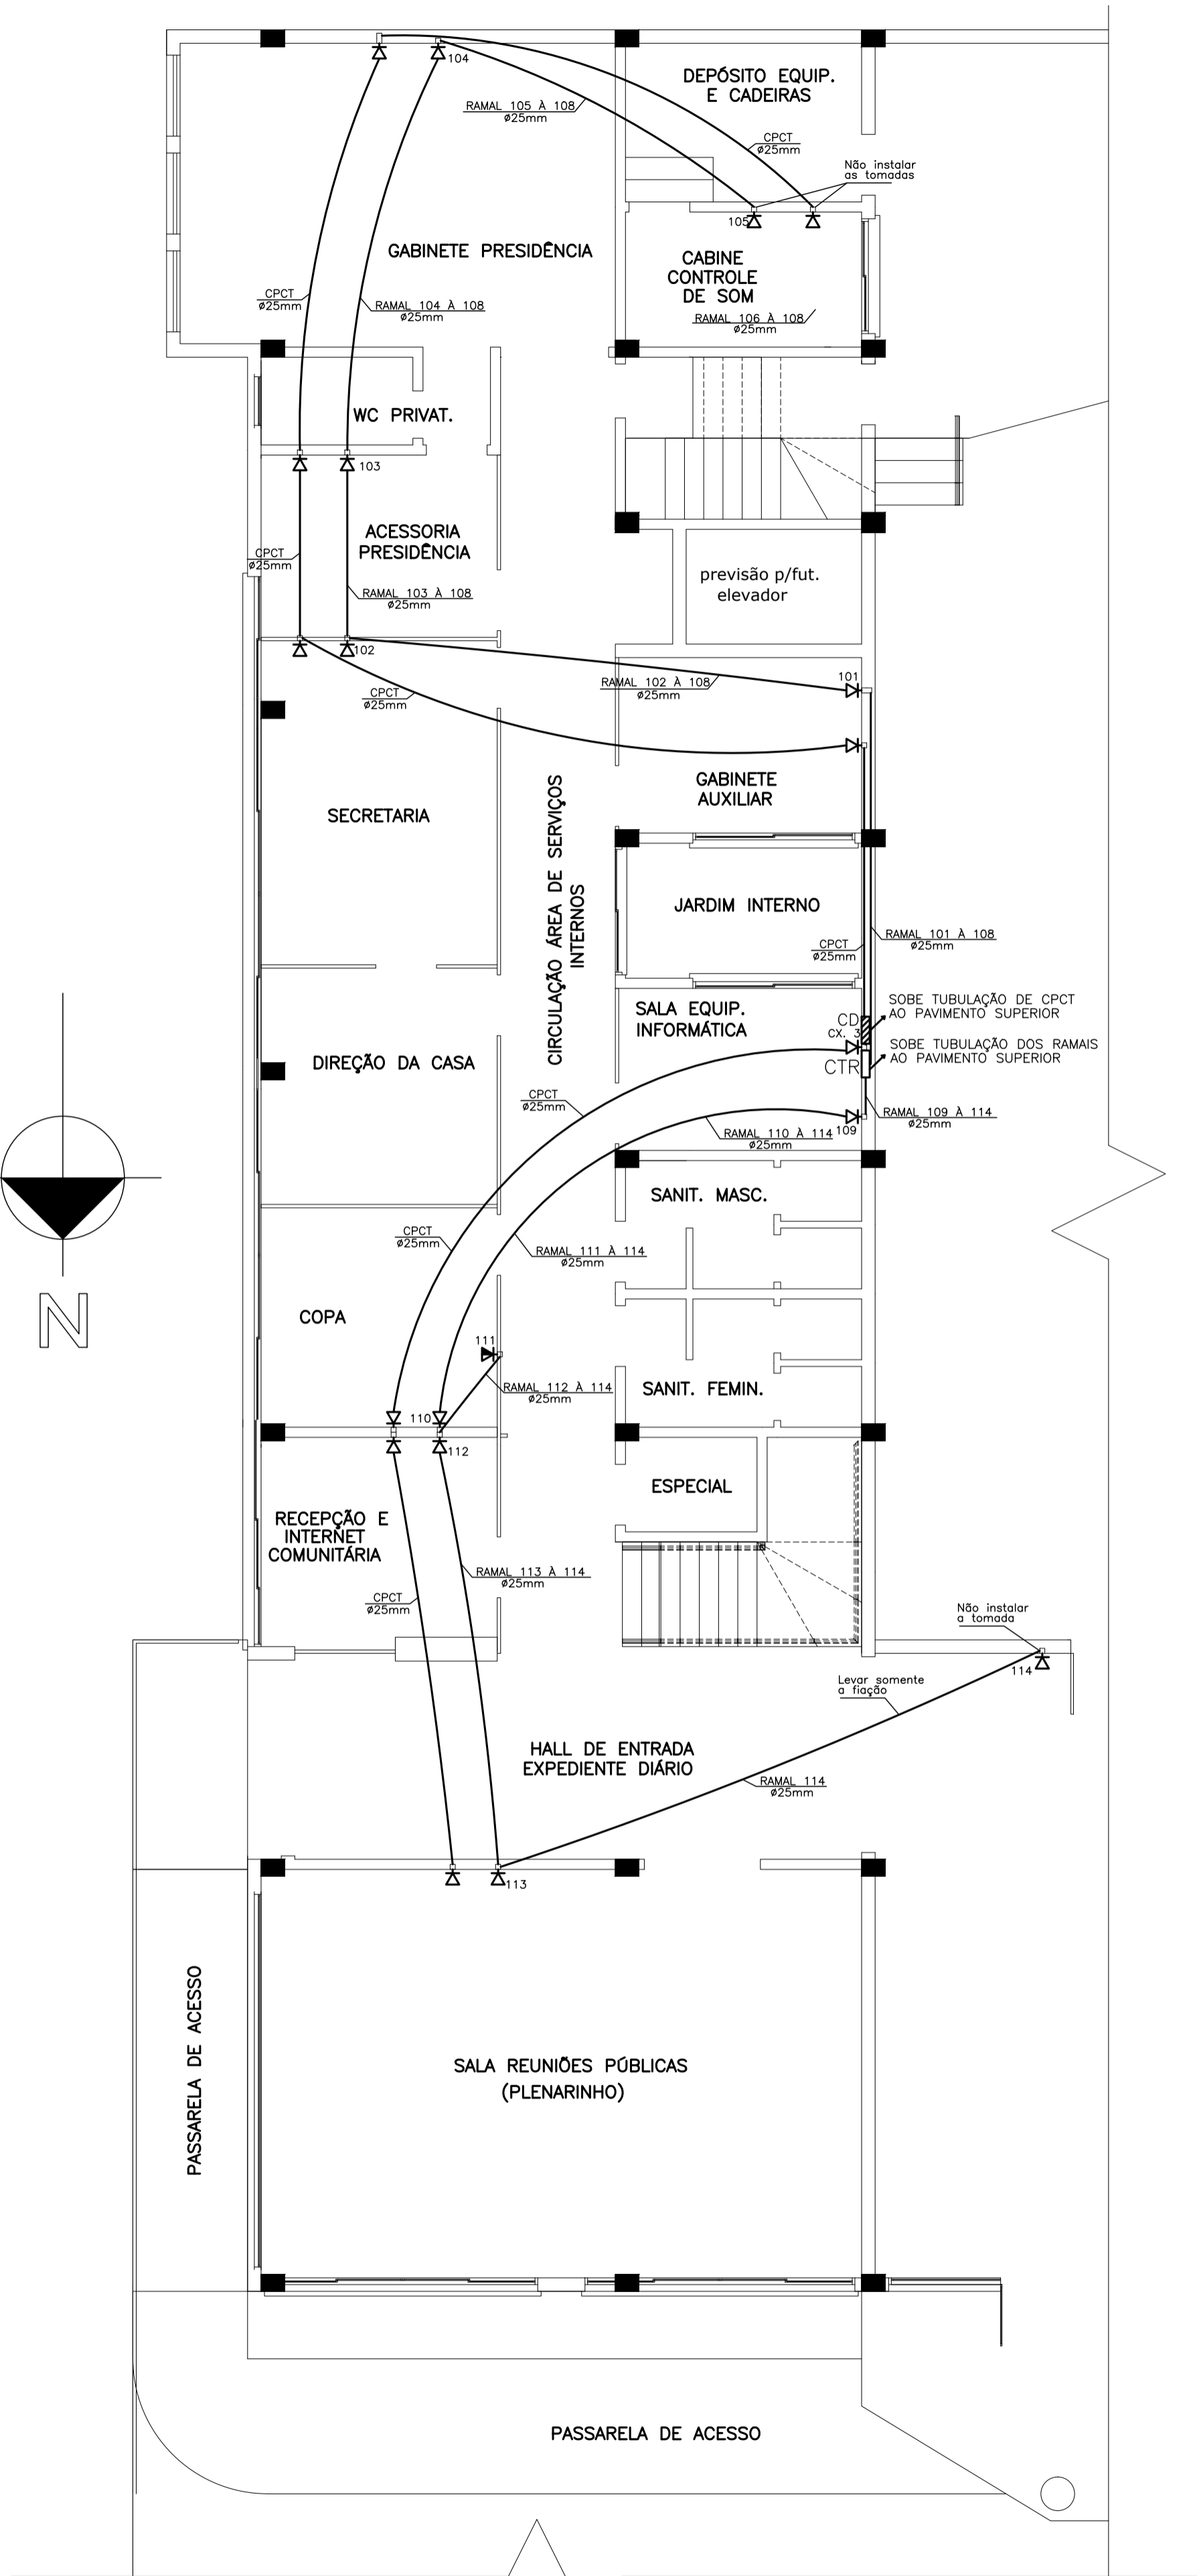 104
DEPÓSITO EQUIP.
E CADEIRAS
RAMAL 105 À 108
ø25mm
CPCT
ø25mm
Não instalar
as tomadas
105
GABINETE PRESIDÊNCIA
CABINE
CONTROLE
DE SOM
CPCT
ø25mm
RAMAL 104 À 108
ø25mm
RAMAL 106 À 108
ø25mm
WC PRIVAT.
103
ACESSORIA
PRESIDÊNCIA
CPCT
ø25mm
previsão p/fut.
elevador
RAMAL 103 À 108
ø25mm
102
101
RAMAL 102 À 108
ø25mm
CPCT
ø25mm
GABINETE
AUXILIAR
SECRETARIA
CIRCULAÇÃO ÁREA DE SERVIÇOS
INTERNOS
JARDIM INTERNO
RAMAL 101 À 108
ø25mm
CPCT
ø25mm
SALA EQUIP.
INFORMÁTICA
SOBE TUBULAÇÃO DE CPCT
AO PAVIMENTO SUPERIOR
CD
CX. 3
SOBE TUBULAÇÃO DOS RAMAIS
AO PAVIMENTO SUPERIOR
CTR
DIREÇÃO DA CASA
CPCT
ø25mm
RAMAL 109 À 114
ø25mm
109
RAMAL 110 À 114
ø25mm
SANIT. MASC.
CPCT
ø25mm
RAMAL 111 À 114
ø25mm
N
COPA
111
RAMAL 112 À 114
ø25mm
SANIT. FEMIN.
110
112
ESPECIAL
RECEPÇÃO E
INTERNET
COMUNITÁRIA
RAMAL 113 À 114
ø25mm
CPCT
ø25mm
Não instalar
a tomada
114
Levar somente
a fiação
HALL DE ENTRADA
EXPEDIENTE DIÁRIO
RAMAL 114
ø25mm
113
PASSARELA DE ACESSO
SALA REUNIÕES PÚBLICAS
(PLENARINHO)
PASSARELA DE ACESSO